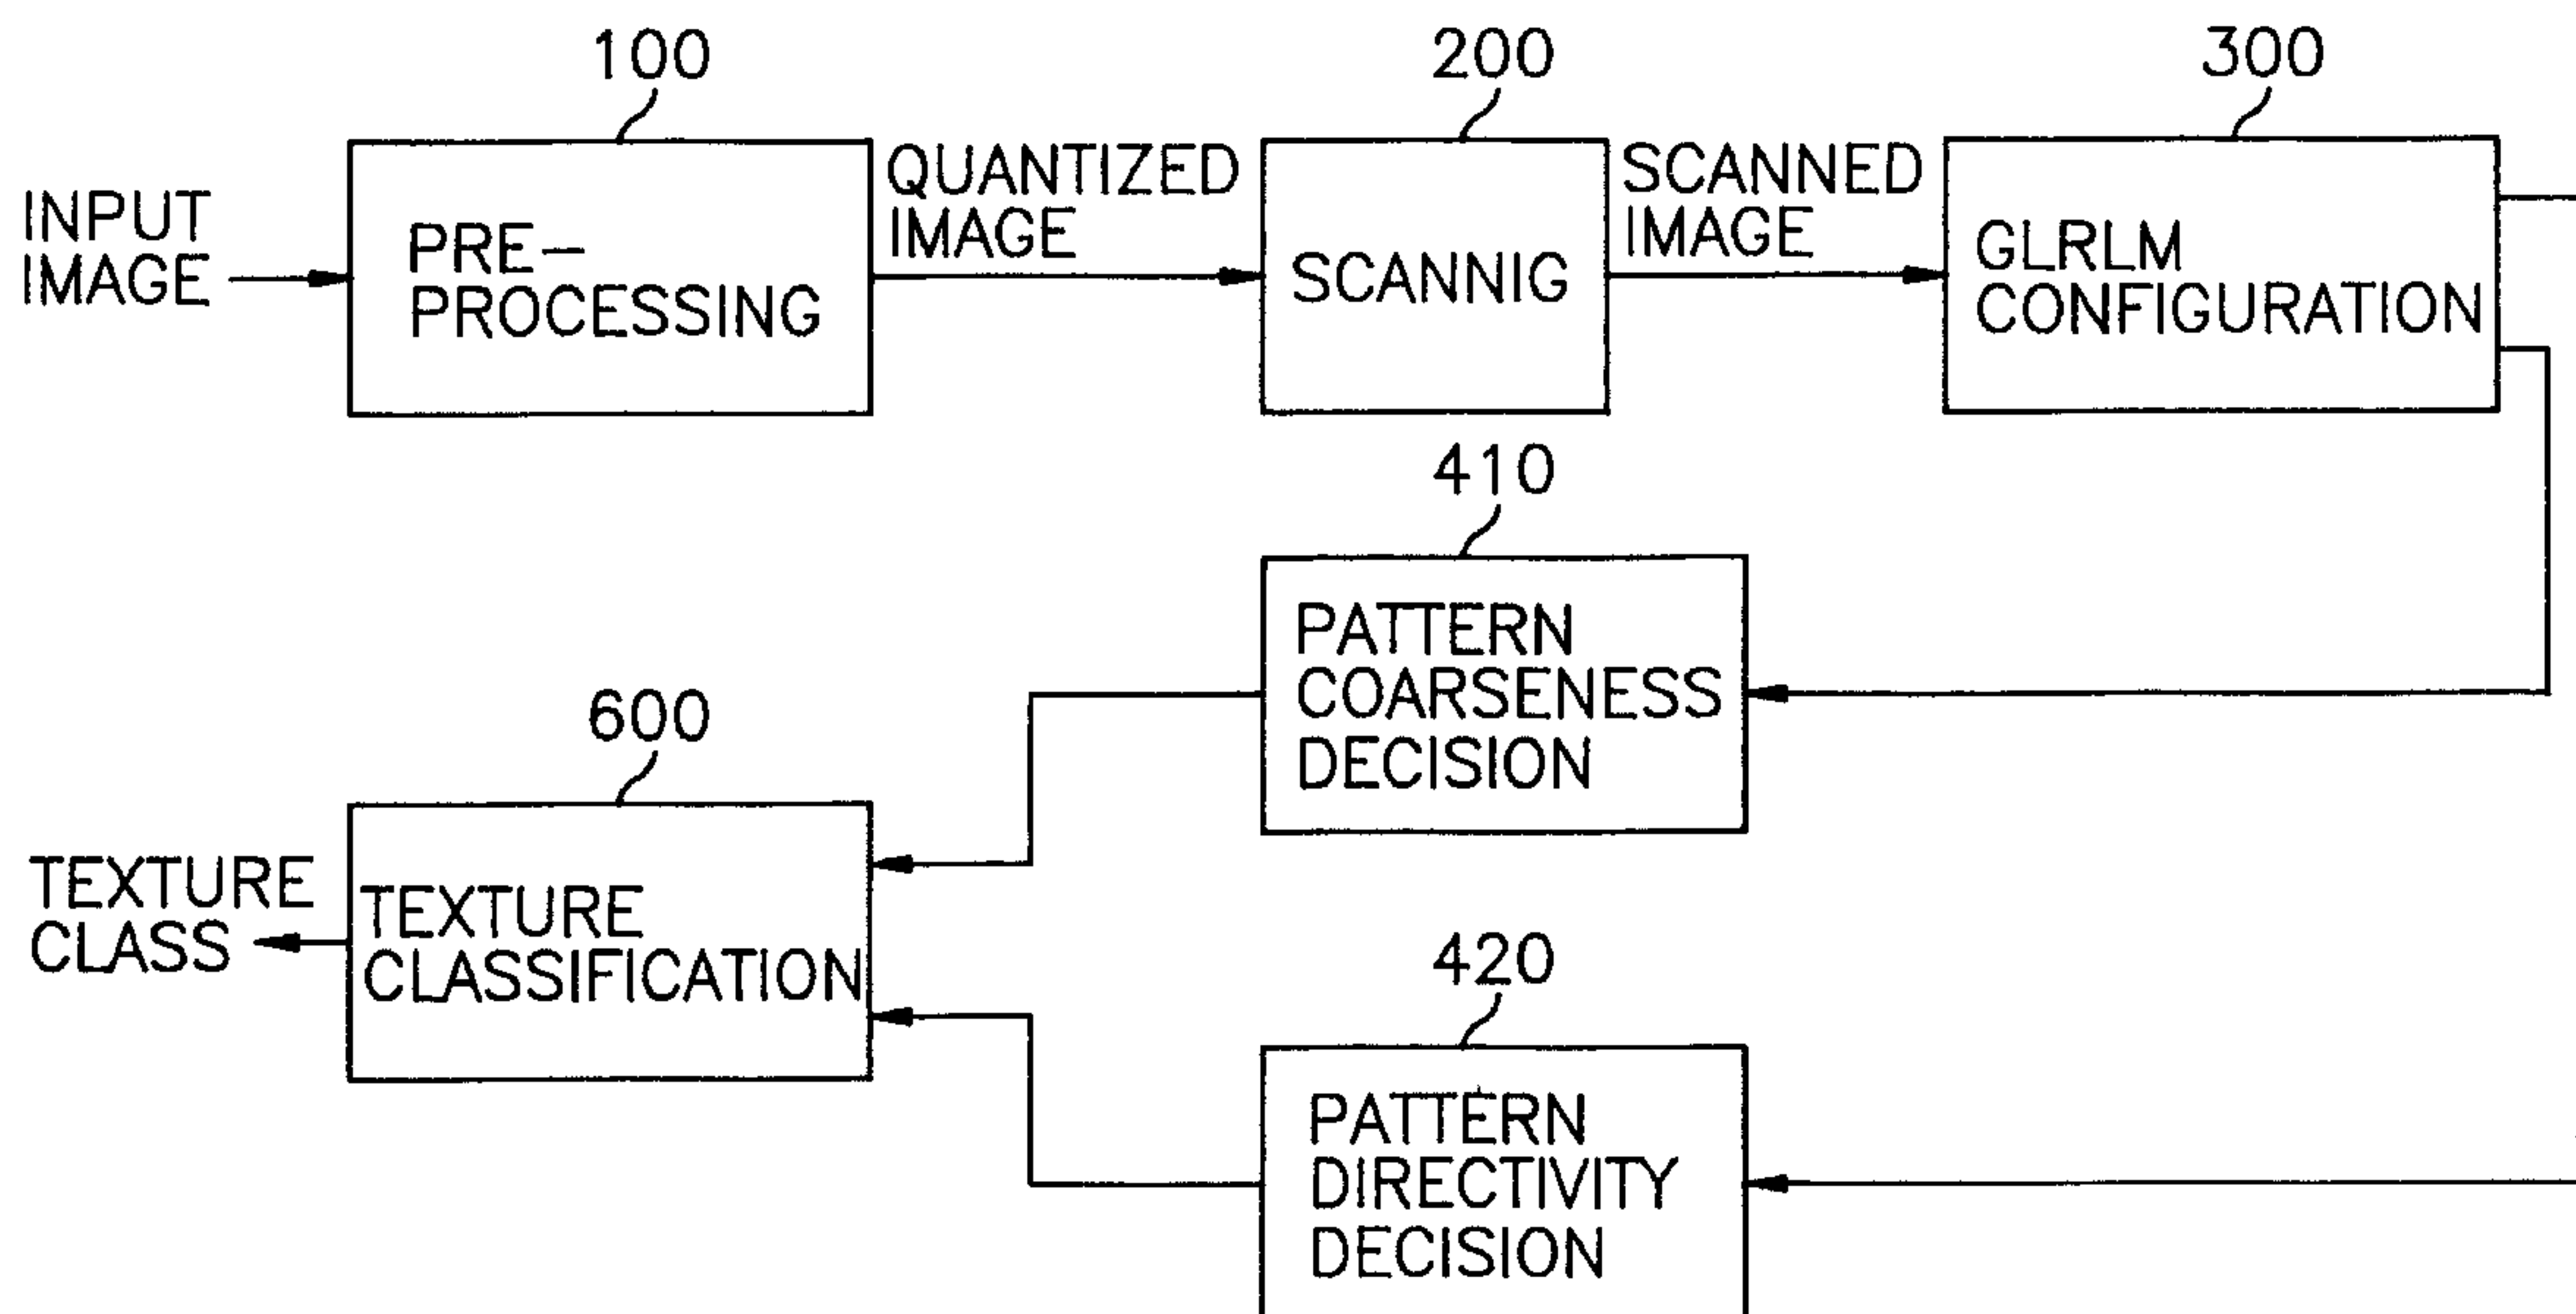 100
200
300
INPUT
IMAGE
PRE-
PROCESSING
QUANTIZED
IMAGE
SCANNIG
SCANNED
IMAGE
GLRLM
CONFIGURATION
410
PATTERN
COARSENESS
DECISION
600
TEXTURE
CLASSIFICATION
TEXTURE
CLASS
420
PATTERN
DIRECTIVITY
DECISION